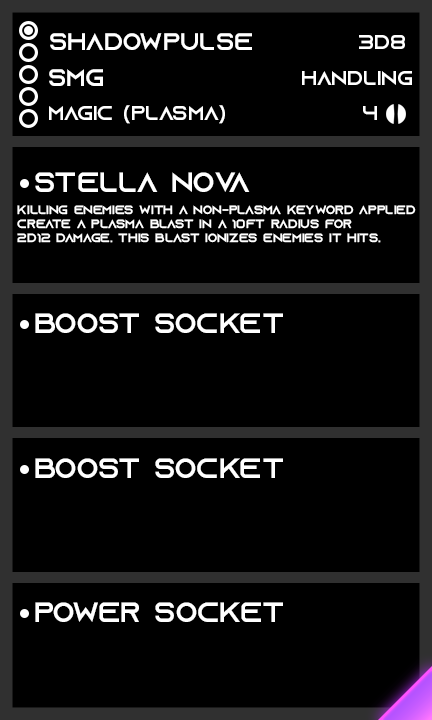 SHADOWPULSE 3D8
SMG HANDLING
MAGIC (PLASMA) 4
STELLA NOVA
KILLING ENEMIES WITH A NON-PLASMA KEYWORD APPLIED
CREATE A PLASMA BLAST IN A 10FT RADIUS FOR
2D12 DAMAGE. THIS BLAST IONIZES ENEMIES IT HITS.
BOOST SOCKET
BOOST SOCKET
POWER SOCKET